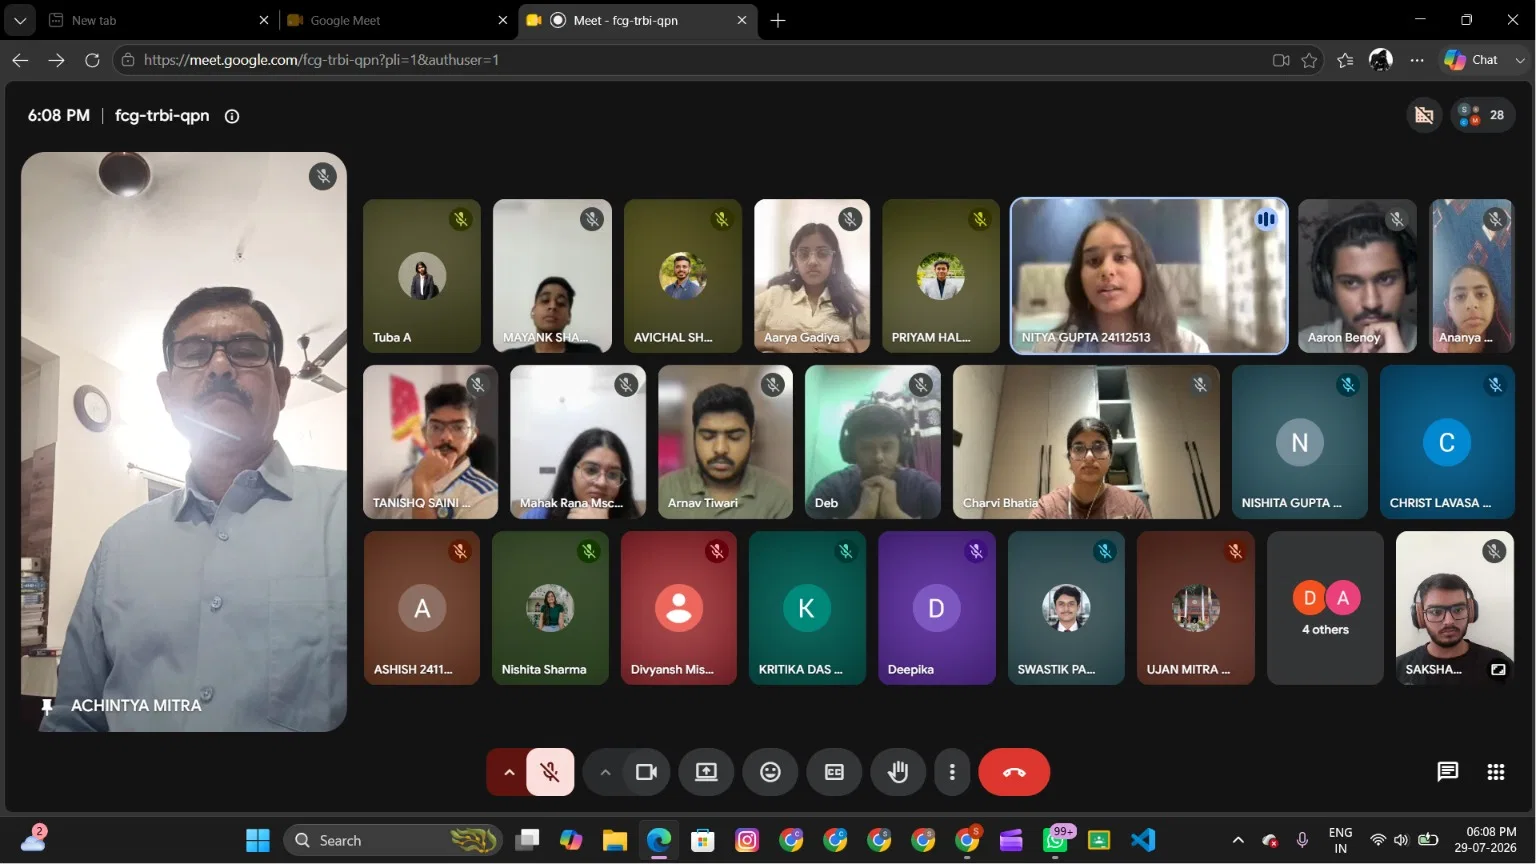 New tab
Google Meet
Meet - fcg-trbi-qpn
https://meet.google.com/fcg-trbi-qpn?pli=1&authuser=1
Chat
6:08 PM | fcg-trbi-qpn
28
Tuba A
MAYANK SHA...
AVICHAL SH...
Aarya Gadiya
PRIYAM HAL...
NITYA GUPTA 24112513
Aaron Benoy
Ananya ...
TANISHQ SAINI ...
Mahak Rana Msc...
Arnav Tiwari
Deb
Charvi Bhatia
N
NISHITA GUPTA ...
C
CHRIST LAVASA ...
A
ASHISH 2411...
Nishita Sharma
Divyansh Mis...
K
KRITIKA DAS ...
D
Deepika
SWASTIK PA...
UJAN MITRA ...
D A
4 others
SAKSHA...
ACHINTYA MITRA
2
Search
99+
ENG
IN
06:08 PM
29-07-2026